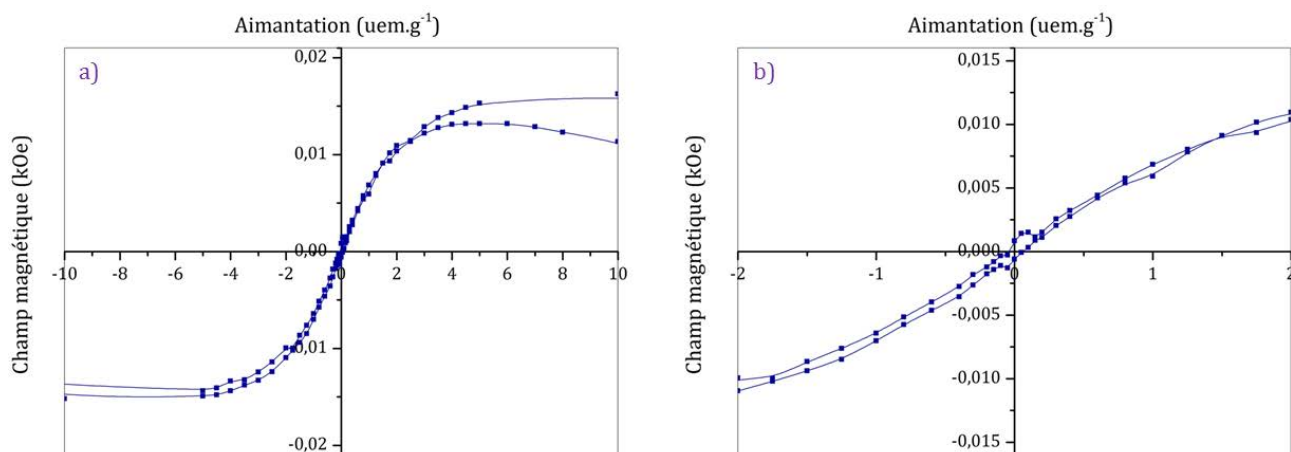 Aimantation (uem.g⁻¹)
a)
Champ magnétique (kOe)
0,02
0,01
0,00
-0,01
-0,02
-10 -8 -6 -4 -2 0 2 4 6 8 10
Aimantation (uem.g⁻¹)
b)
Champ magnétique (kOe)
0,015
0,010
0,005
0,000
-0,005
-0,010
-0,015
-2 -1 0 1 2